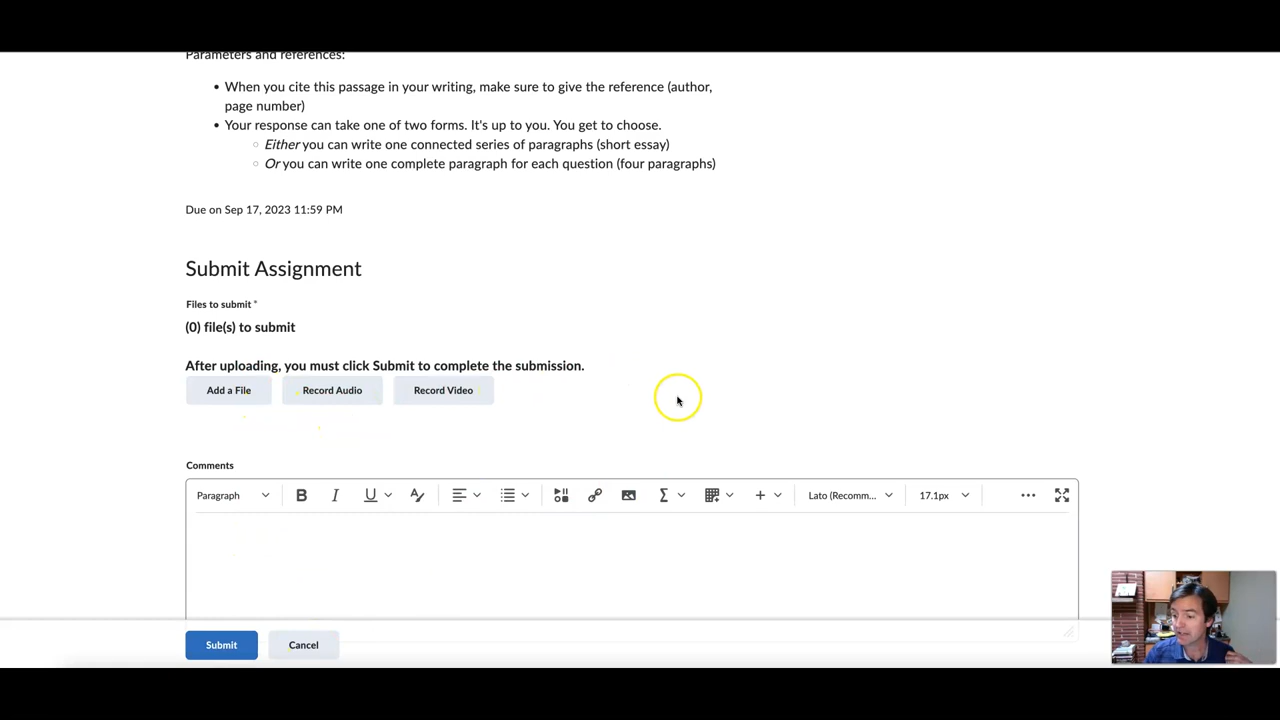 Parameters and references:
• When you cite this passage in your writing, make sure to give the reference (author,
page number)
• Your response can take one of two forms. It's up to you. You get to choose.
Either you can write one connected series of paragraphs (short essay)
Or you can write one complete paragraph for each question (four paragraphs)
Due on Sep 17, 2023 11:59 PM
Submit Assignment
Files to submit *
(0) file(s) to submit
After uploading, you must click Submit to complete the submission.
Add a File Record Audio Record Video
Comments
Paragraph B I U A Σ + Lato (Recomm... 17.1px ...
Submit Cancel